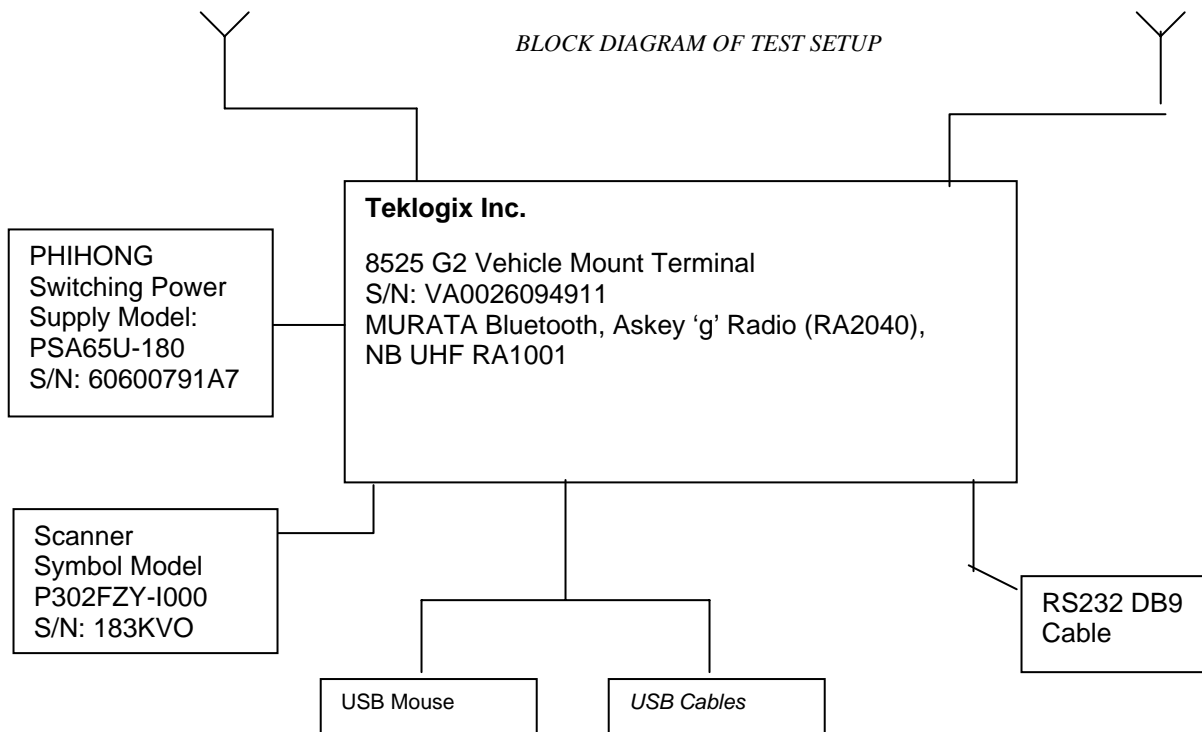 BLOCK DIAGRAM OF TEST SETUP
Teklogix Inc.
8525 G2 Vehicle Mount Terminal
S/N: VA0026094911
MURATA Bluetooth, Askey ‘g’ Radio (RA2040),
NB UHF RA1001
PHIHONG
Switching Power
Supply Model:
PSA65U-180
S/N: 60600791A7
Scanner
Symbol Model
P302FZY-I000
S/N: 183KVO
RS232 DB9
Cable
USB Mouse
USB Cables